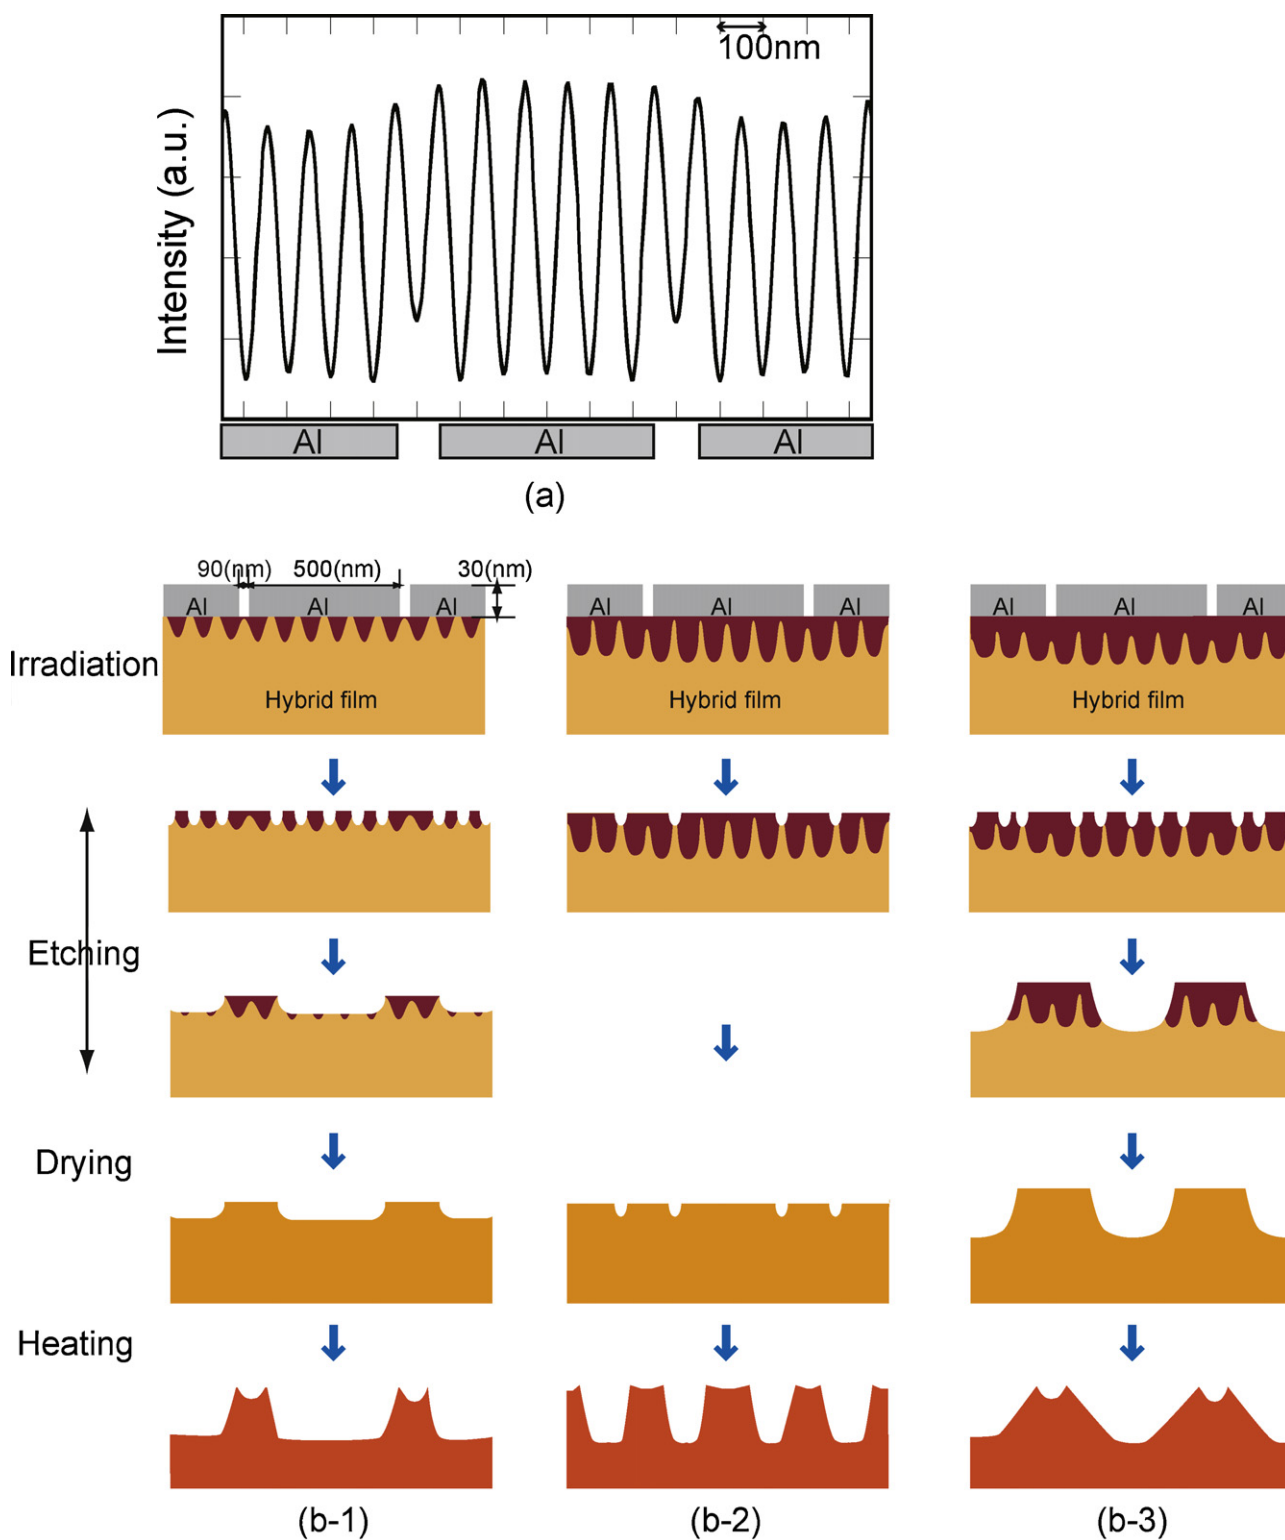 100nm
Intensity (a.u.)
Al Al Al
(a)
90(nm) 500(nm) 30(nm)
Al Al Al Al Al Al Al Al Al
Irradiation
Hybrid film Hybrid film Hybrid film
Etching
Drying
Heating
(b-1) (b-2) (b-3)